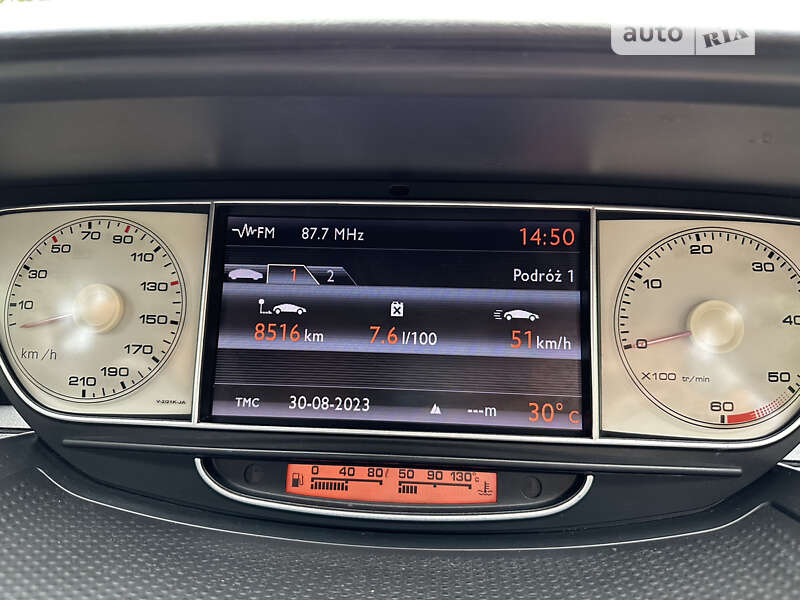 auto RIA
FM 87.7 MHz 14:50
1 2 Podróż 1
8516 km 7.6 l/100 51 km/h
TMC 30-08-2023 ---m 30° c
10 30 50 70 90 110 130 150 170 190 210
km/h
V-201K-JA
0 10 20 30 40 50 60
X100 tr/min
0 40 80 l 50 90 130°c